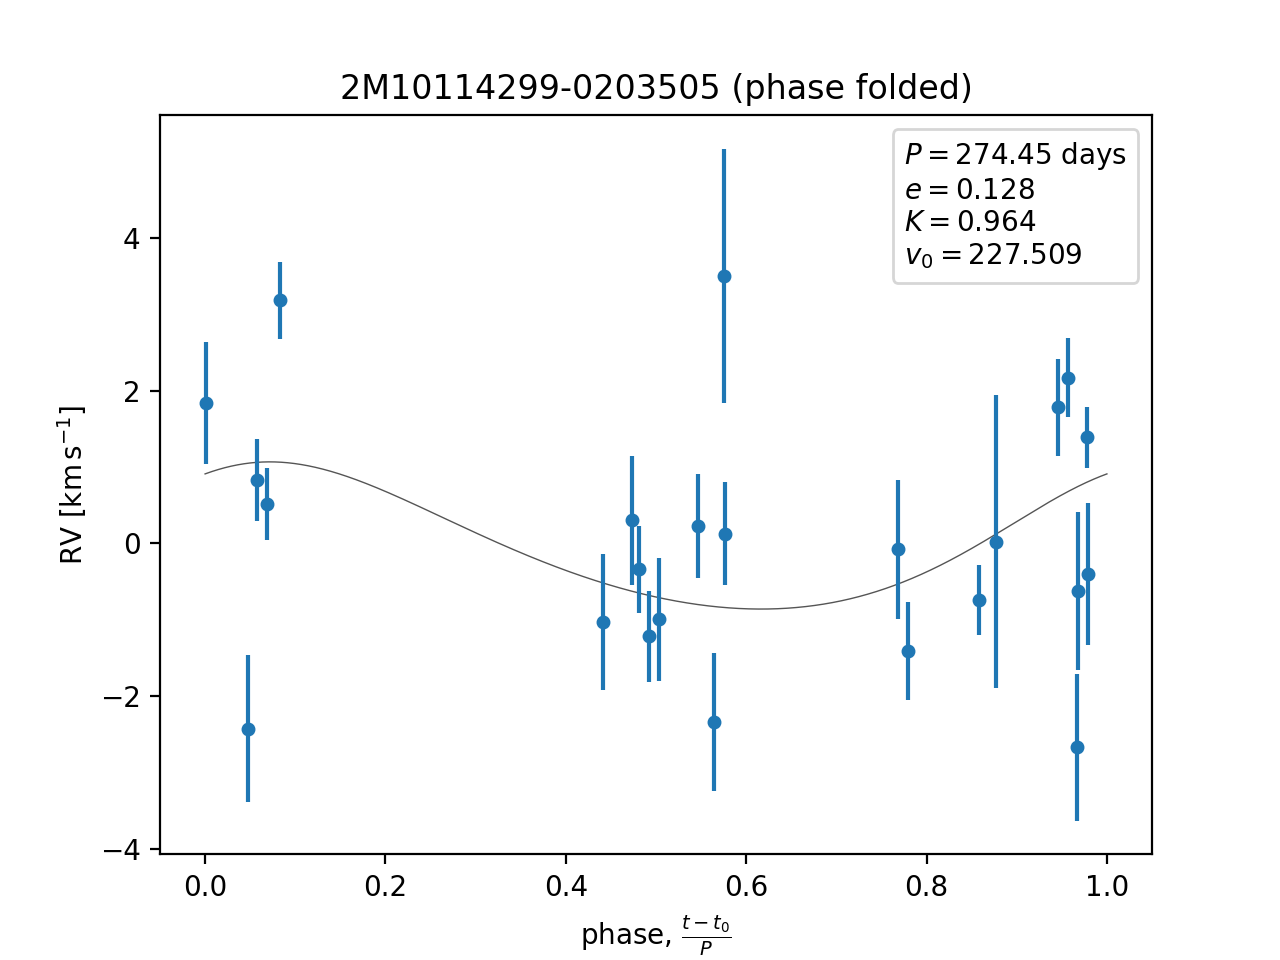 2M10114299-0203505 (phase folded)
P = 274.45 days
e = 0.128
K = 0.964
v₀ = 227.509
RV [km s⁻¹]
4
2
0
−2
−4
0.0 0.2 0.4 0.6 0.8 1.0
phase, (t − t₀)/P